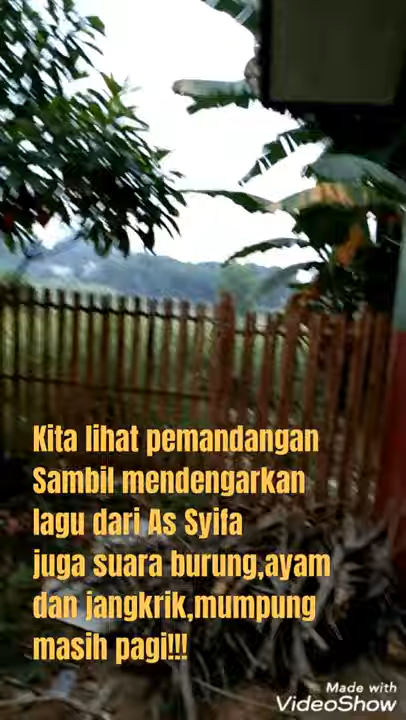 Kita lihat pemandangan
Sambil mendengarkan
lagu dari As Syifa
juga suara burung,ayam
dan jangkrik,mumpung
masih pagi!!!
Made with
VideoShow